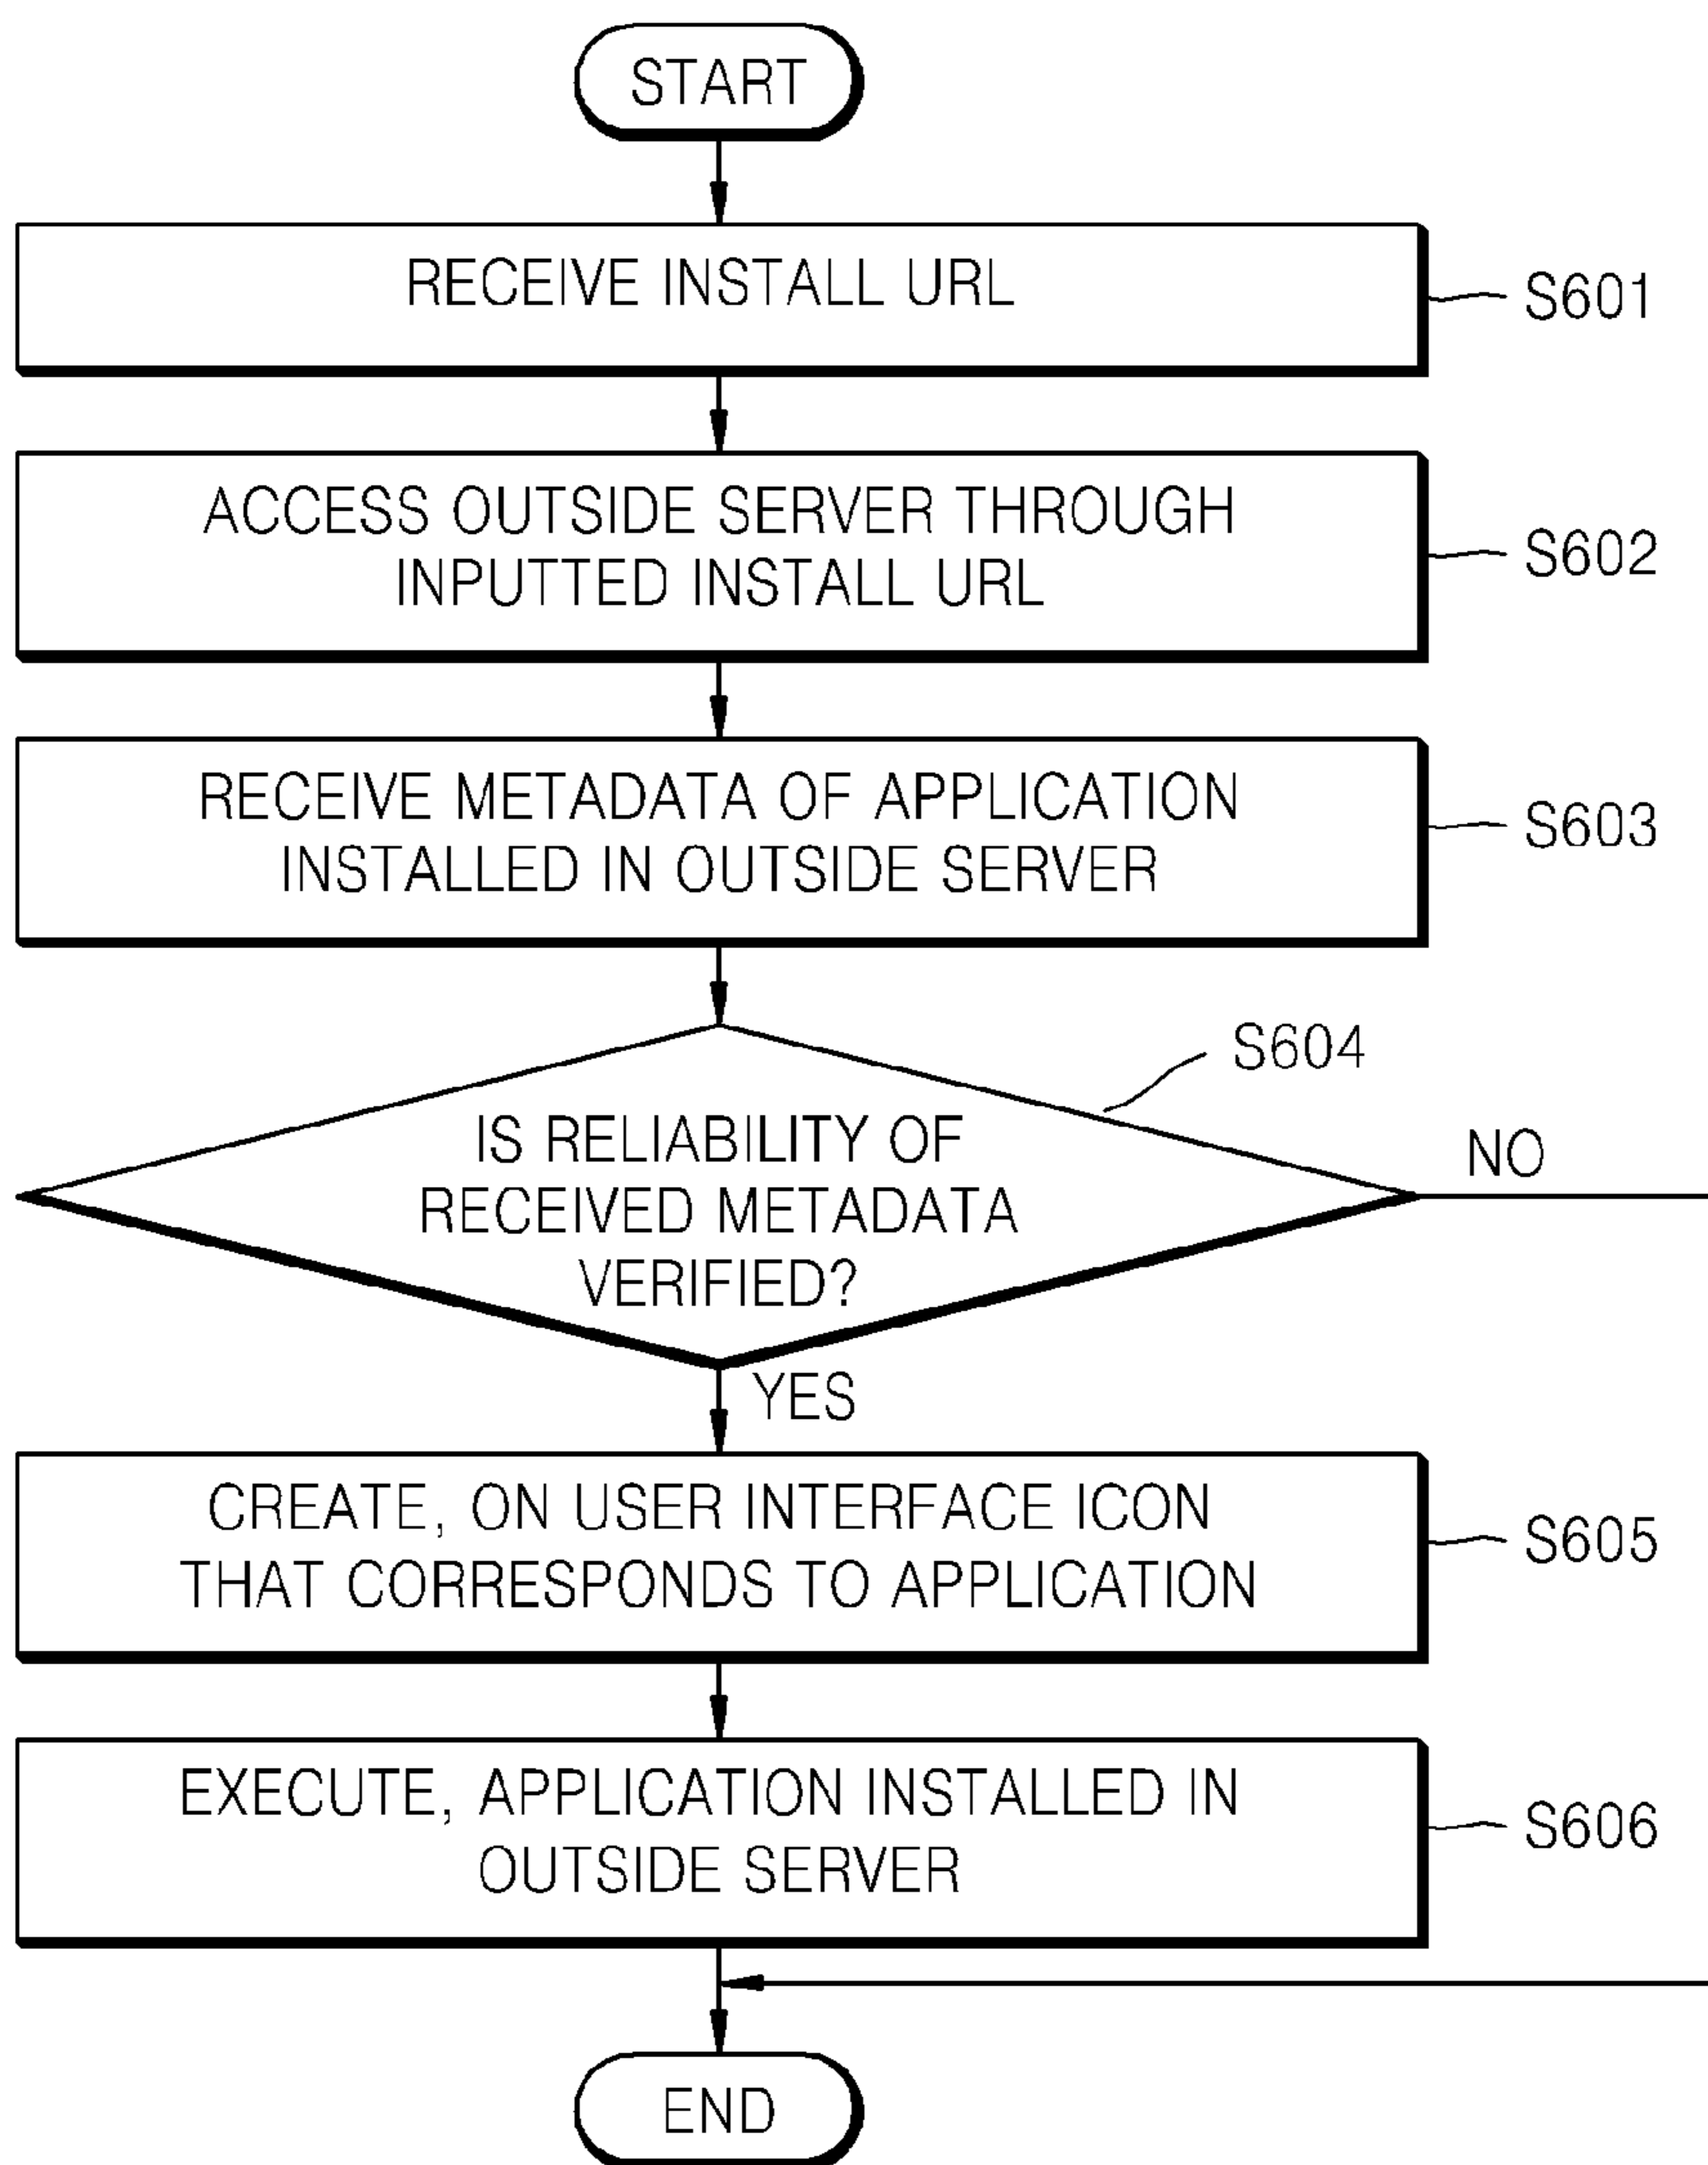 START
RECEIVE INSTALL URL
S601
ACCESS OUTSIDE SERVER THROUGH
INPUTTED INSTALL URL
S602
RECEIVE METADATA OF APPLICATION
INSTALLED IN OUTSIDE SERVER
S603
S604
IS RELIABILITY OF
RECEIVED METADATA
VERIFIED?
NO
YES
CREATE, ON USER INTERFACE ICON
THAT CORRESPONDS TO APPLICATION
S605
EXECUTE, APPLICATION INSTALLED IN
OUTSIDE SERVER
S606
END